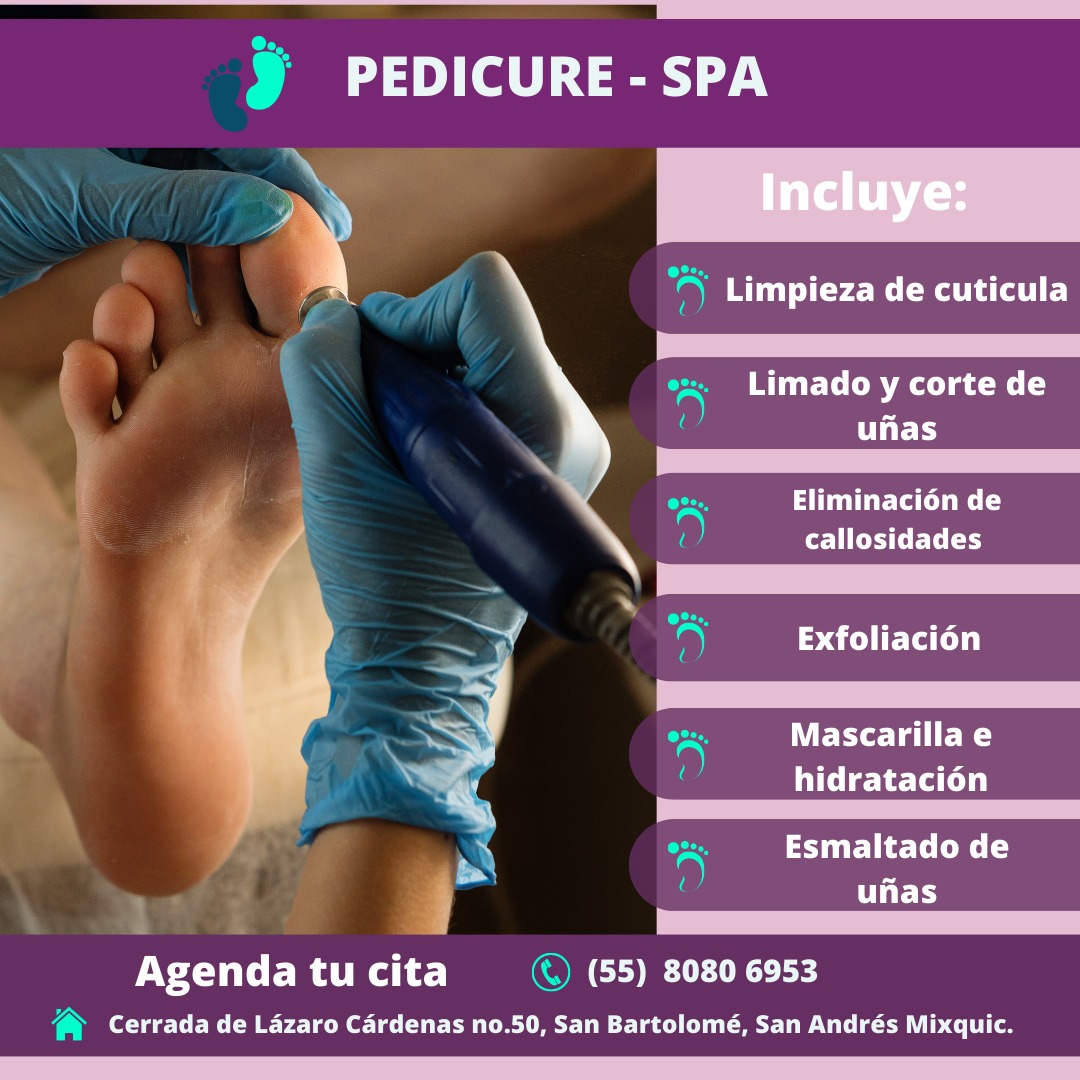 PEDICURE - SPA
Incluye:
Limpieza de cuticula
Limado y corte de
uñas
Eliminación de
callosidades
Exfoliación
Mascarilla e
hidratación
Esmaltado de
uñas
Agenda tu cita
(55) 8080 6953
Cerrada de Lázaro Cárdenas no.50, San Bartolomé, San Andrés Mixquic.